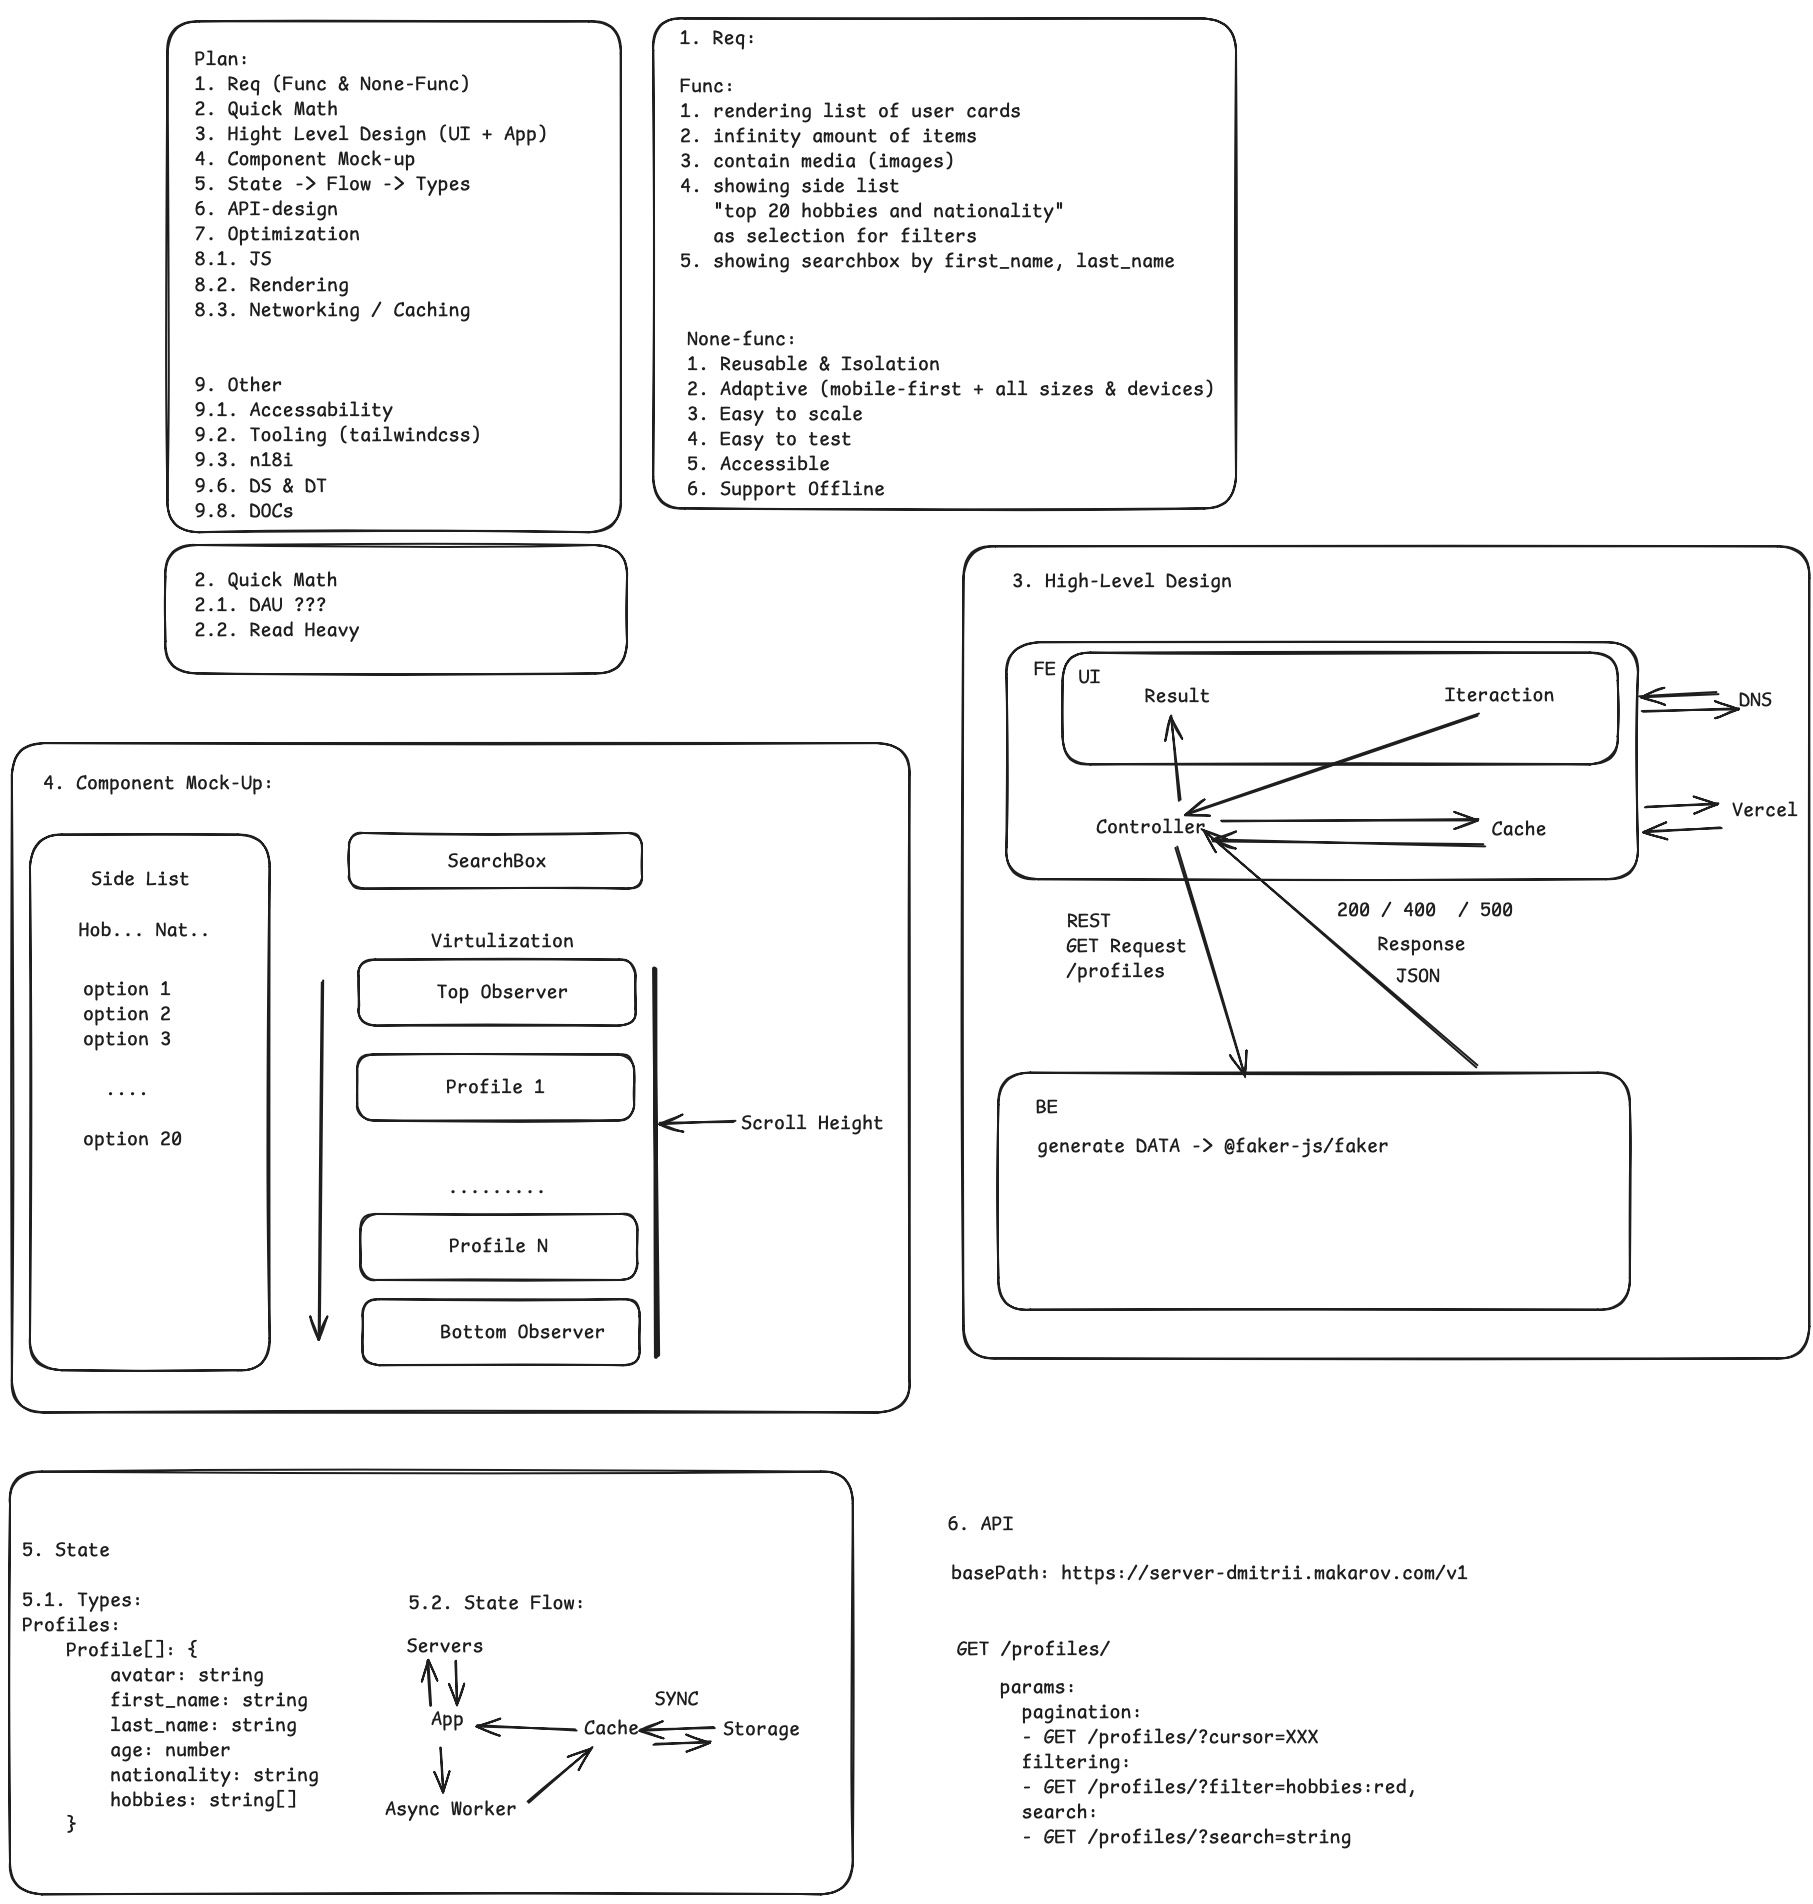 Plan:
1. Req (Func & None-Func)
2. Quick Math
3. Hight Level Design (UI + App)
4. Component Mock-up
5. State -> Flow -> Types
6. API-design
7. Optimization
8.1. JS
8.2. Rendering
8.3. Networking / Caching
9. Other
9.1. Accessability
9.2. Tooling (tailwindcss)
9.3. n18i
9.6. DS & DT
9.8. DOCs
1. Req:
Func:
1. rendering list of user cards
2. infinity amount of items
3. contain media (images)
4. showing side list
"top 20 hobbies and nationality"
as selection for filters
5. showing searchbox by first_name, last_name
None-func:
1. Reusable & Isolation
2. Adaptive (mobile-first + all sizes & devices)
3. Easy to scale
4. Easy to test
5. Accessible
6. Support Offline
2. Quick Math
2.1. DAU ???
2.2. Read Heavy
3. High-Level Design
FE
UI
Result
Iteraction
DNS
Controller
Cache
Vercel
REST
GET Request
/profiles
200 / 400  / 500
Response
JSON
BE
generate DATA -> @faker-js/faker
4. Component Mock-Up:
Side List
Hob... Nat..
option 1
option 2
option 3
....
option 20
SearchBox
Virtulization
Top Observer
Profile 1
Scroll Height
.........
Profile N
Bottom Observer
5. State
5.1. Types:
Profiles:
Profile[]: {
avatar: string
first_name: string
last_name: string
age: number
nationality: string
hobbies: string[]
}
5.2. State Flow:
Servers
App
SYNC
Cache
Storage
Async Worker
6. API
basePath: https://server-dmitrii.makarov.com/v1
GET /profiles/
params:
pagination:
- GET /profiles/?cursor=XXX
filtering:
- GET /profiles/?filter=hobbies:red,
search:
- GET /profiles/?search=string